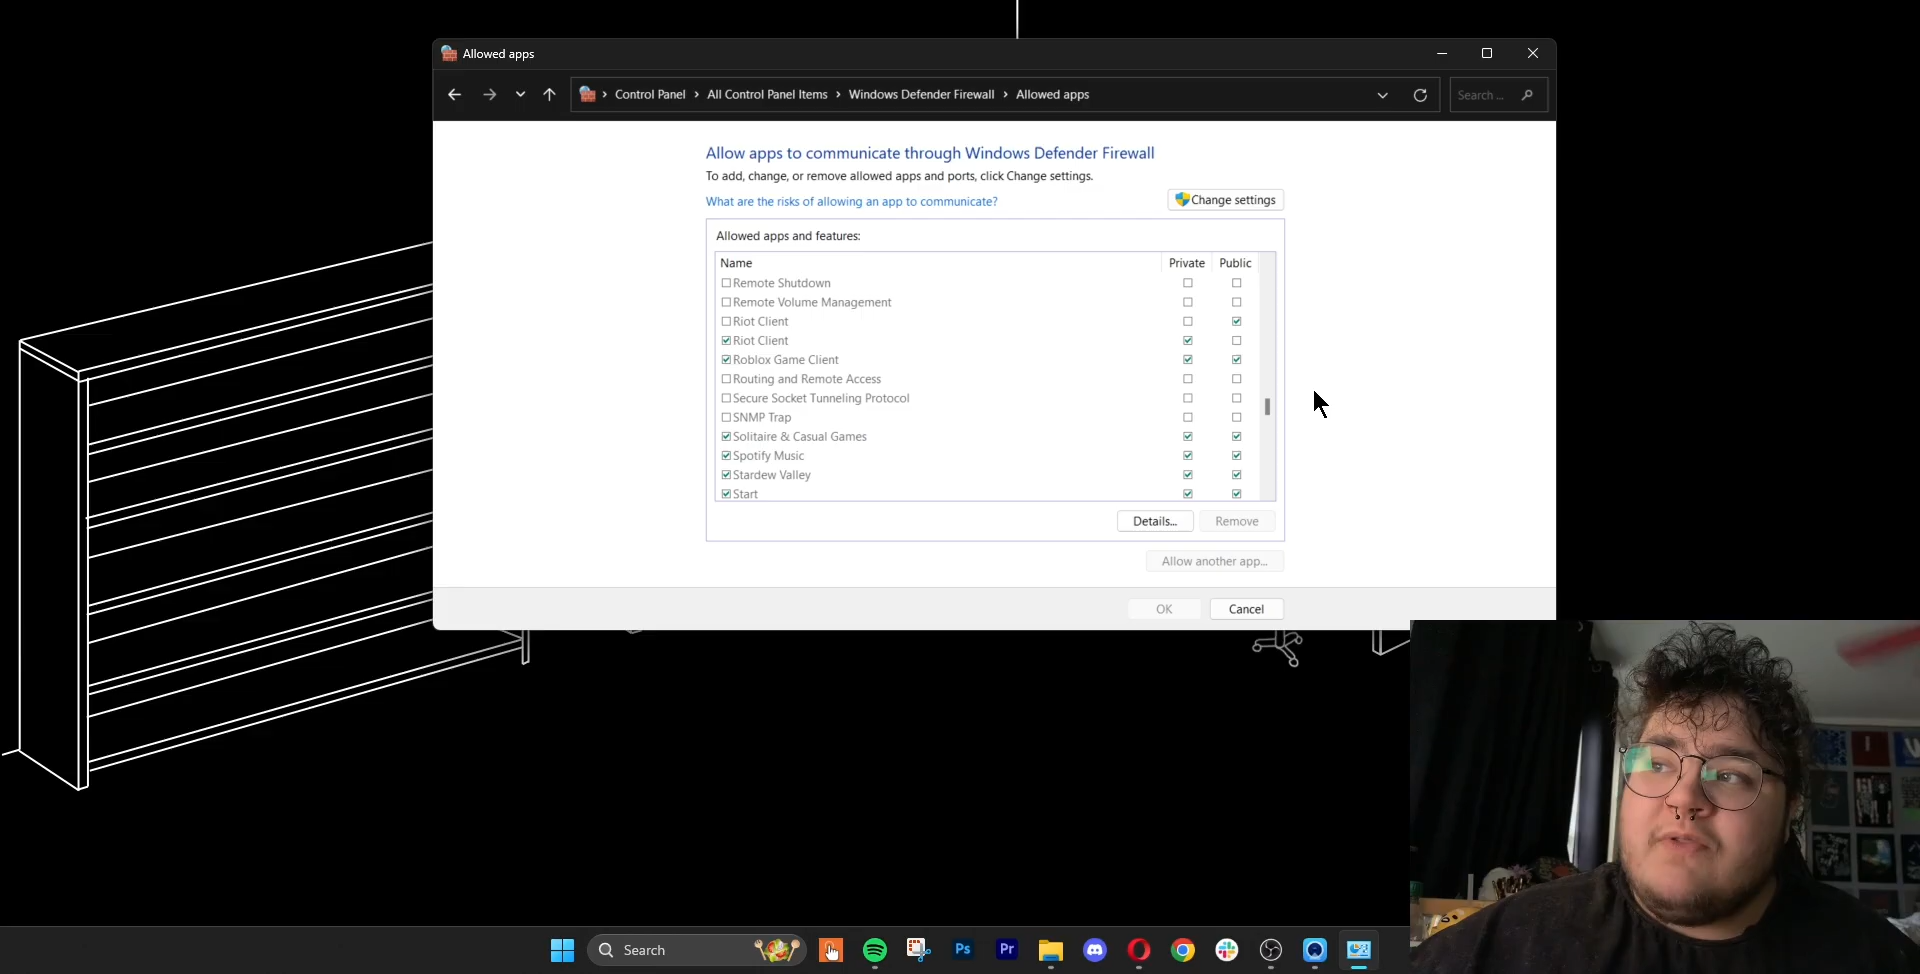 Allowed apps
Control Panel > All Control Panel Items > Windows Defender Firewall > Allowed apps
Search ...
Allow apps to communicate through Windows Defender Firewall
To add, change, or remove allowed apps and ports, click Change settings.
What are the risks of allowing an app to communicate?
Change settings
Allowed apps and features:
Name Private Public
Remote Shutdown
Remote Volume Management
Riot Client
Riot Client
Roblox Game Client
Routing and Remote Access
Secure Socket Tunneling Protocol
SNMP Trap
Solitaire & Casual Games
Spotify Music
Stardew Valley
Start
Details... Remove
Allow another app...
OK Cancel
Search Ps Pr